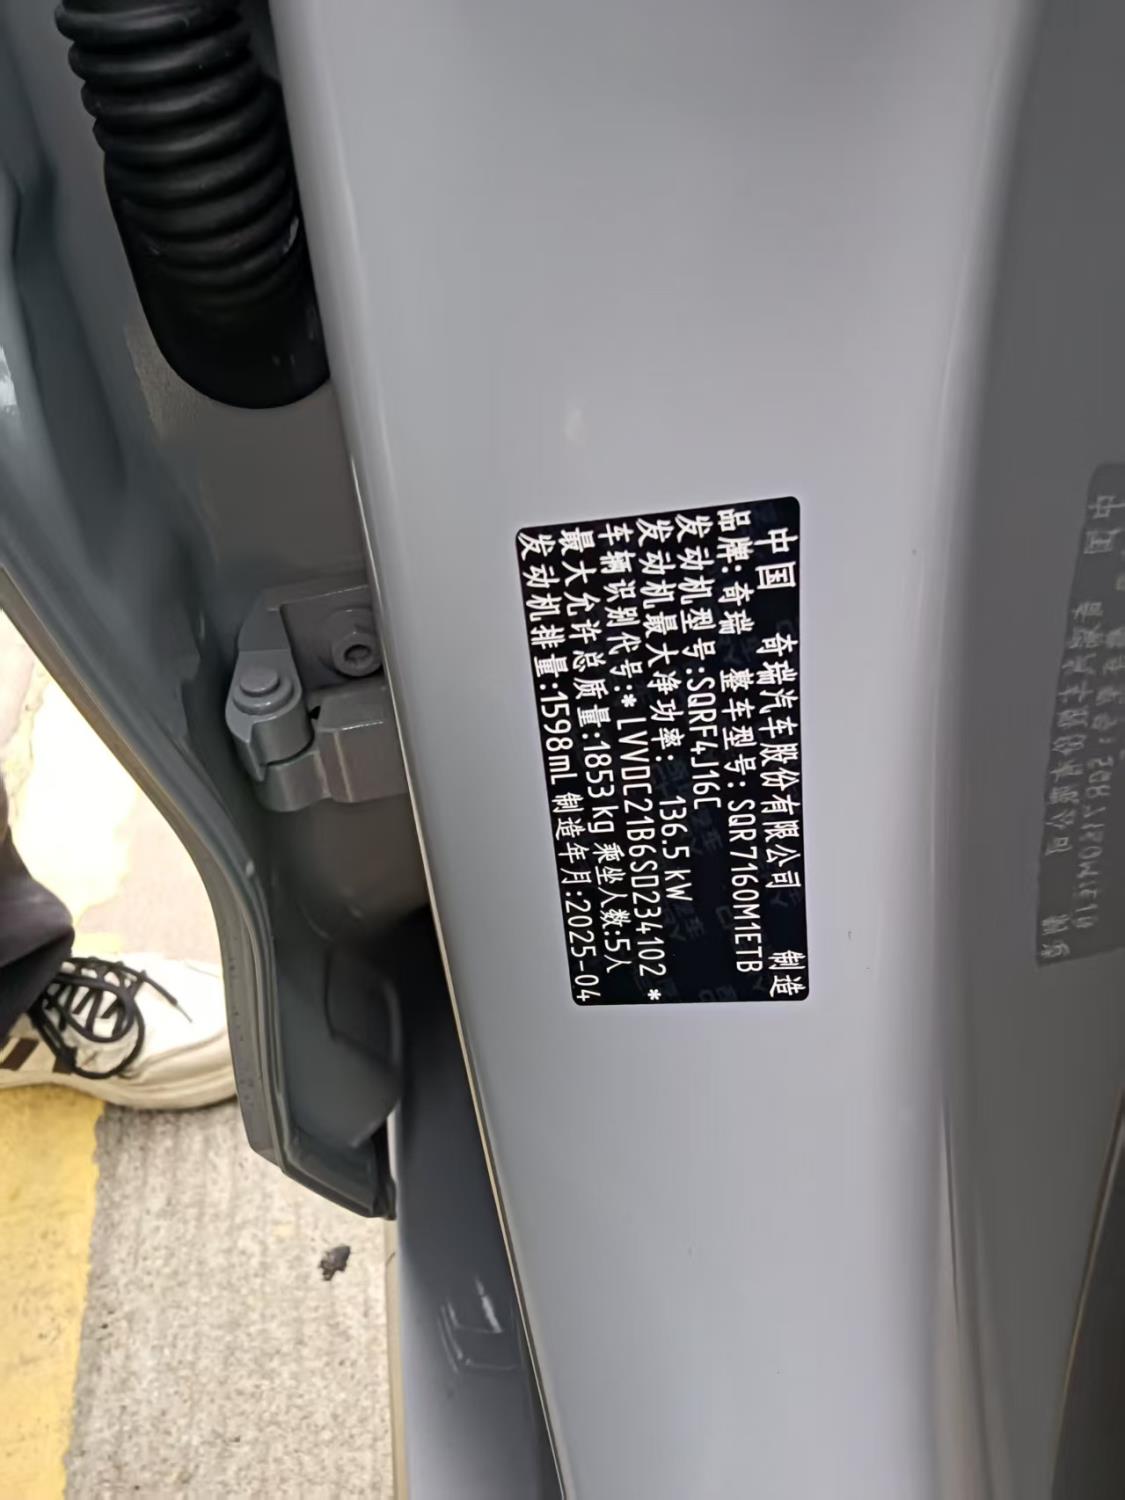 中国 奇瑞汽车股份有限公司 制造
品牌:奇瑞 整车型号:SQR7160M1ETB
发动机型号:SQRF4J16C
发动机最大净功率: 136.5 kW
车辆识别代号:*LVVDC21B6SD234102*
最大允许总质量:1853kg 乘坐人数:5人
发动机排量:1598mL 制造年月:2025-04